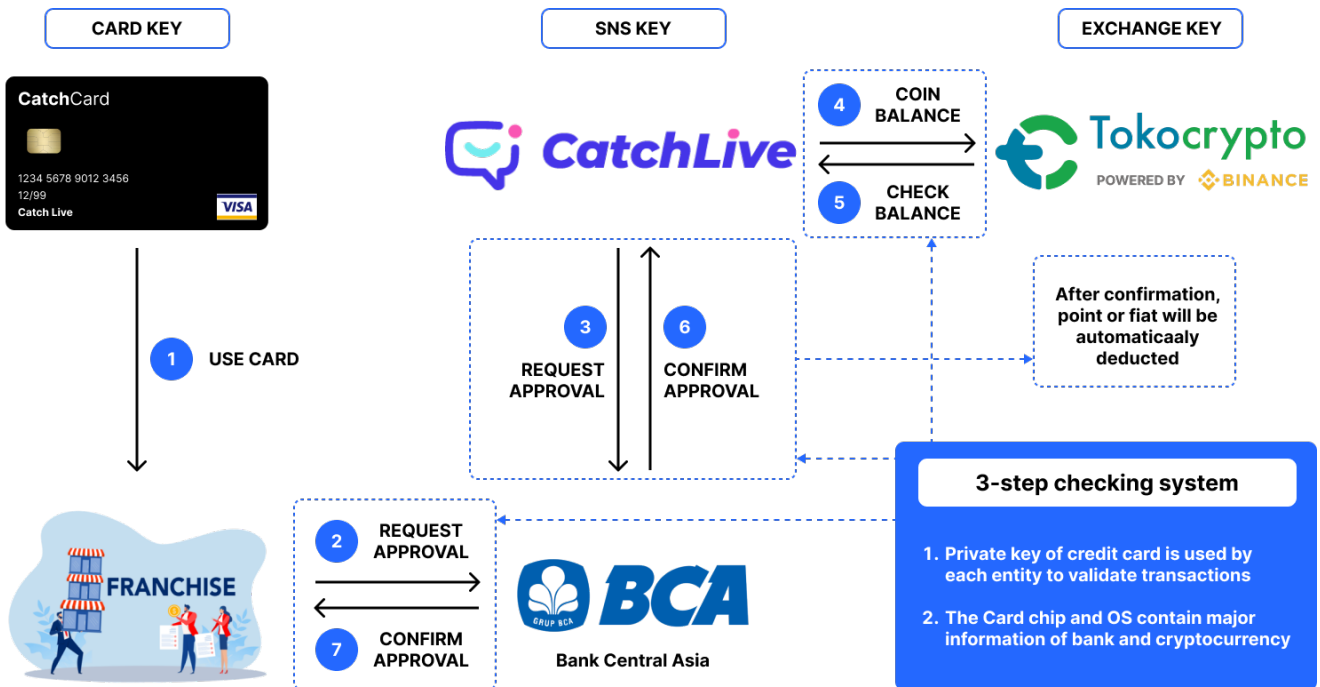 CARD KEY
SNS KEY
EXCHANGE KEY
CatchCard
1234 5678 9012 3456
12/99
Catch Live
VISA
CatchLive
4
COIN
BALANCE
5
CHECK
BALANCE
Tokocrypto
POWERED BY BINANCE
1
USE CARD
3
REQUEST
APPROVAL
6
CONFIRM
APPROVAL
After confirmation,
point or fiat will be
automaticaaly
deducted
FRANCHISE
2
REQUEST
APPROVAL
7
CONFIRM
APPROVAL
GRUP BCA
BCA
Bank Central Asia
3-step checking system
1. Private key of credit card is used by
each entity to validate transactions
2. The Card chip and OS contain major
information of bank and cryptocurrency